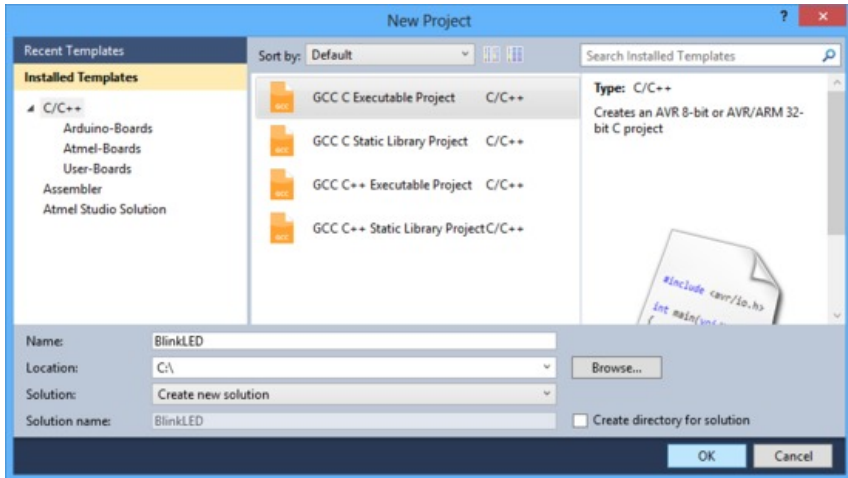 New Project
?
Recent Templates
Installed Templates
C/C++
Arduino-Boards
Atmel-Boards
User-Boards
Assembler
Atmel Studio Solution
Sort by: Default
GCC C Executable Project C/C++
GCC C Static Library Project C/C++
GCC C++ Executable Project C/C++
GCC C++ Static Library Project C/C++
Search Installed Templates
Type: C/C++
Creates an AVR 8-bit or AVR/ARM 32-
bit C project
#include <avr/io.h>
int main(
{
Name: BlinkLED
Location: C:\
Browse...
Solution: Create new solution
Solution name: BlinkLED
Create directory for solution
OK Cancel